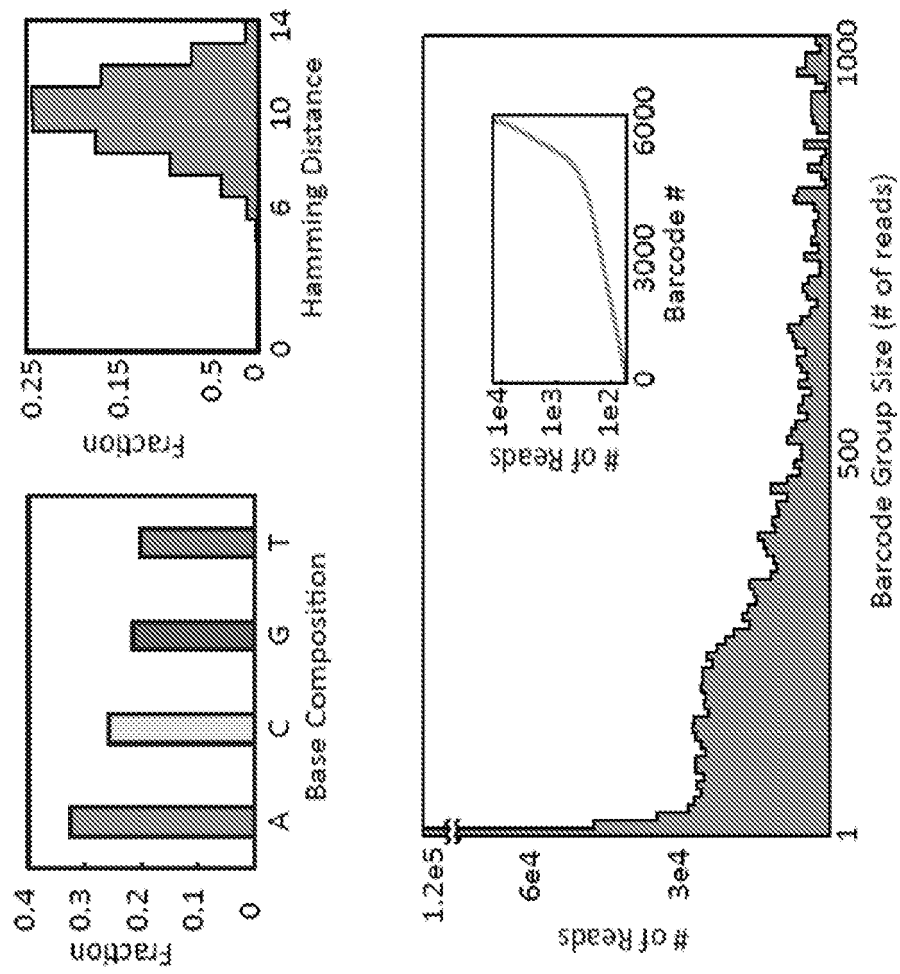 Fraction
0.4
0.3
0.2
0.1
0
A
C
G
T
Base Composition
Fraction
0.25
0.15
0.5
0
0
6
10
14
Hamming Distance
# of Reads
1.2e5
6e4
3e4
1
500
1000
Barcode Group Size (# of reads)
# of Reads
1e4
1e3
1e2
0
3000
6000
Barcode #